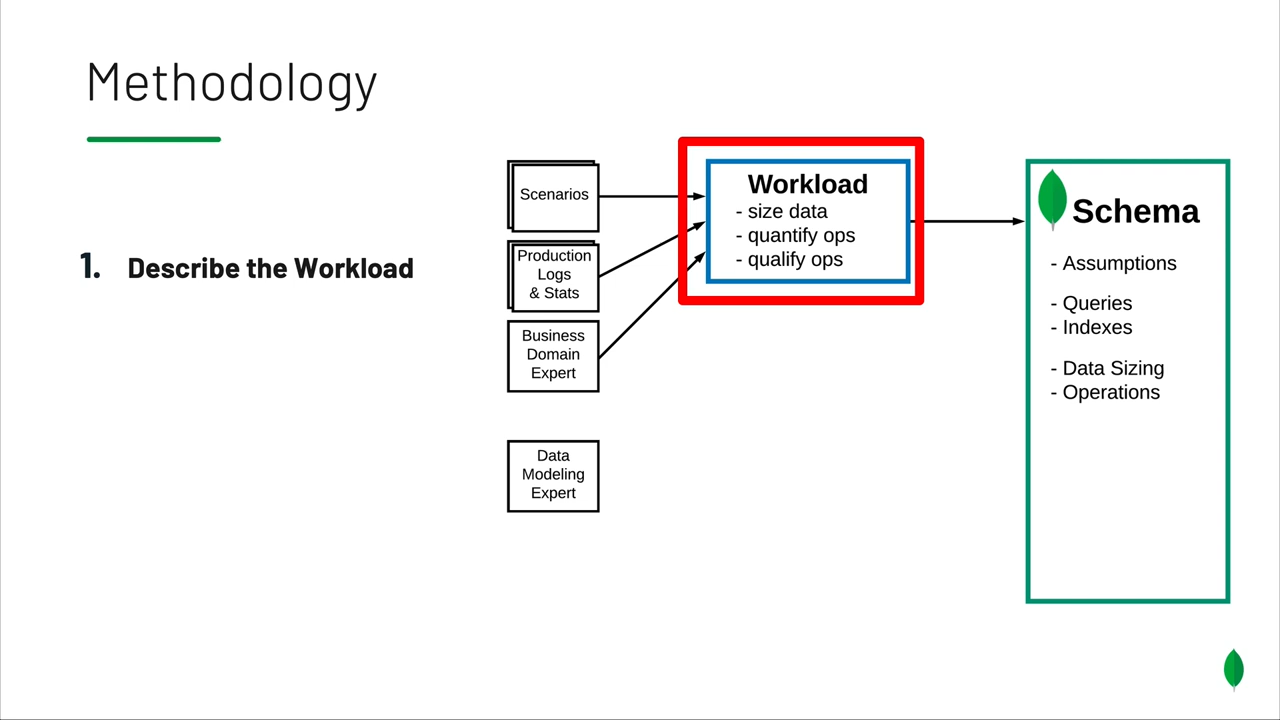 Methodology
1. Describe the Workload
Scenarios
Production
Logs
& Stats
Business
Domain
Expert
Data
Modeling
Expert
Workload
- size data
- quantify ops
- qualify ops
Schema
- Assumptions
- Queries
- Indexes
- Data Sizing
- Operations